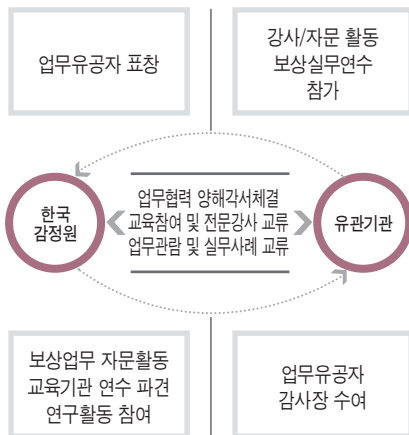 업무유공자 표창
강사/자문 활동
보상실무연수
참가
한국
감정원
업무협력 양해각서체결
교육참여 및 전문강사 교류
업무관람 및 실무사례 교류
유관기관
보상업무 자문활동
교육기관 연수 파견
연구활동 참여
업무유공자
감사장 수여